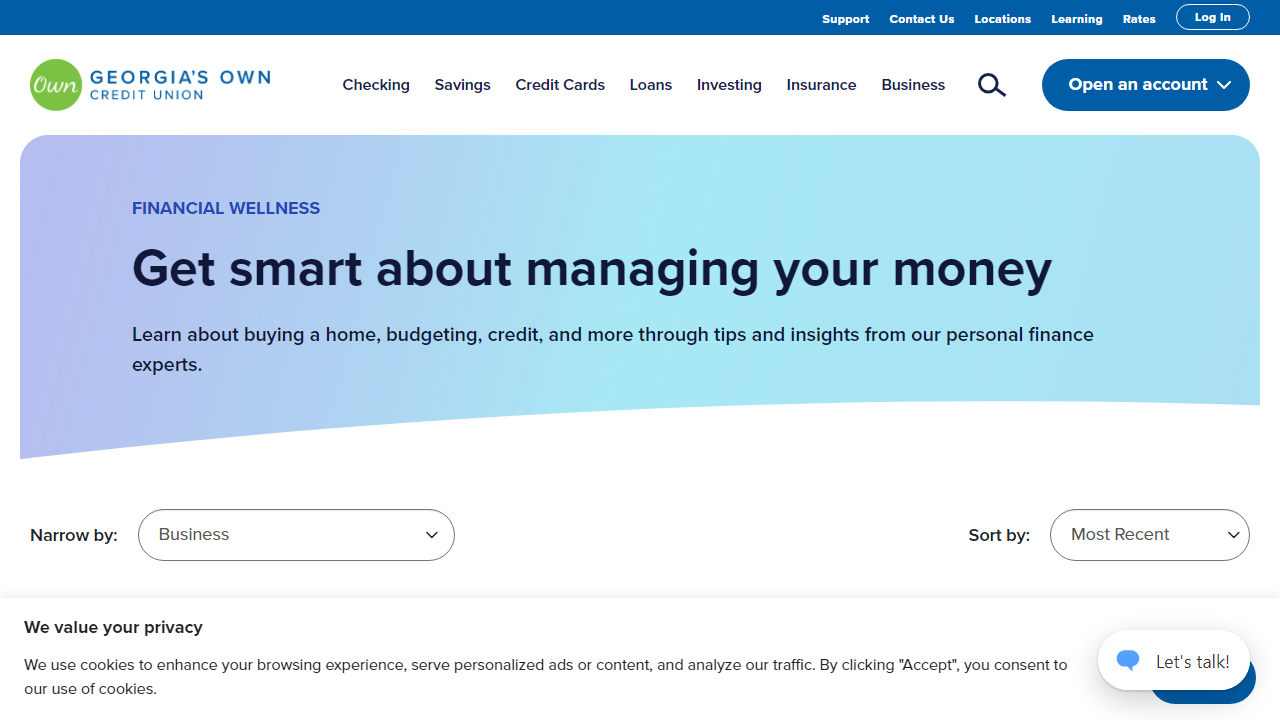 Support Contact Us Locations Learning Rates Log In
Own GEORGIA'S OWN
CREDIT UNION
Checking Savings Credit Cards Loans Investing Insurance Business Open an account
FINANCIAL WELLNESS
Get smart about managing your money
Learn about buying a home, budgeting, credit, and more through tips and insights from our personal finance
experts.
Narrow by: Business Sort by: Most Recent
We value your privacy
We use cookies to enhance your browsing experience, serve personalized ads or content, and analyze our traffic. By clicking "Accept", you consent to
our use of cookies.
Let's talk!